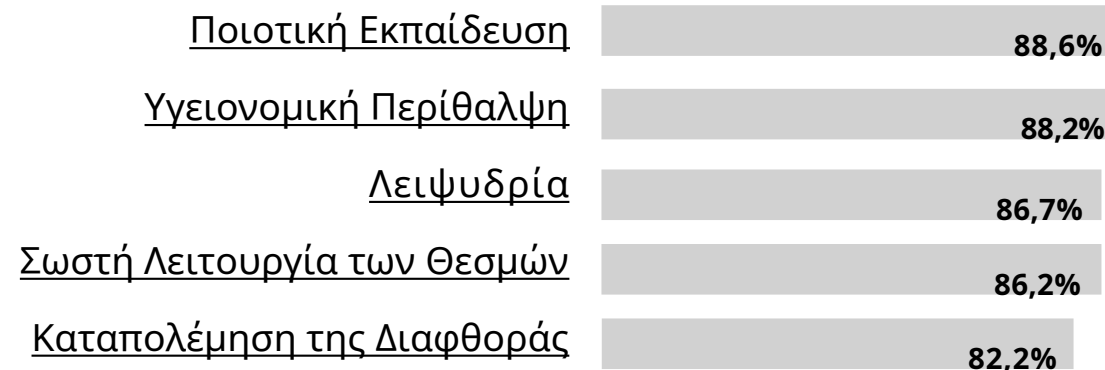 Ποιοτική Εκπαίδευση 88,6%
Υγειονομική Περίθαλψη 88,2%
Λειψυδρία 86,7%
Σωστή Λειτουργία των Θεσμών 86,2%
Καταπολέμηση της Διαφθοράς 82,2%